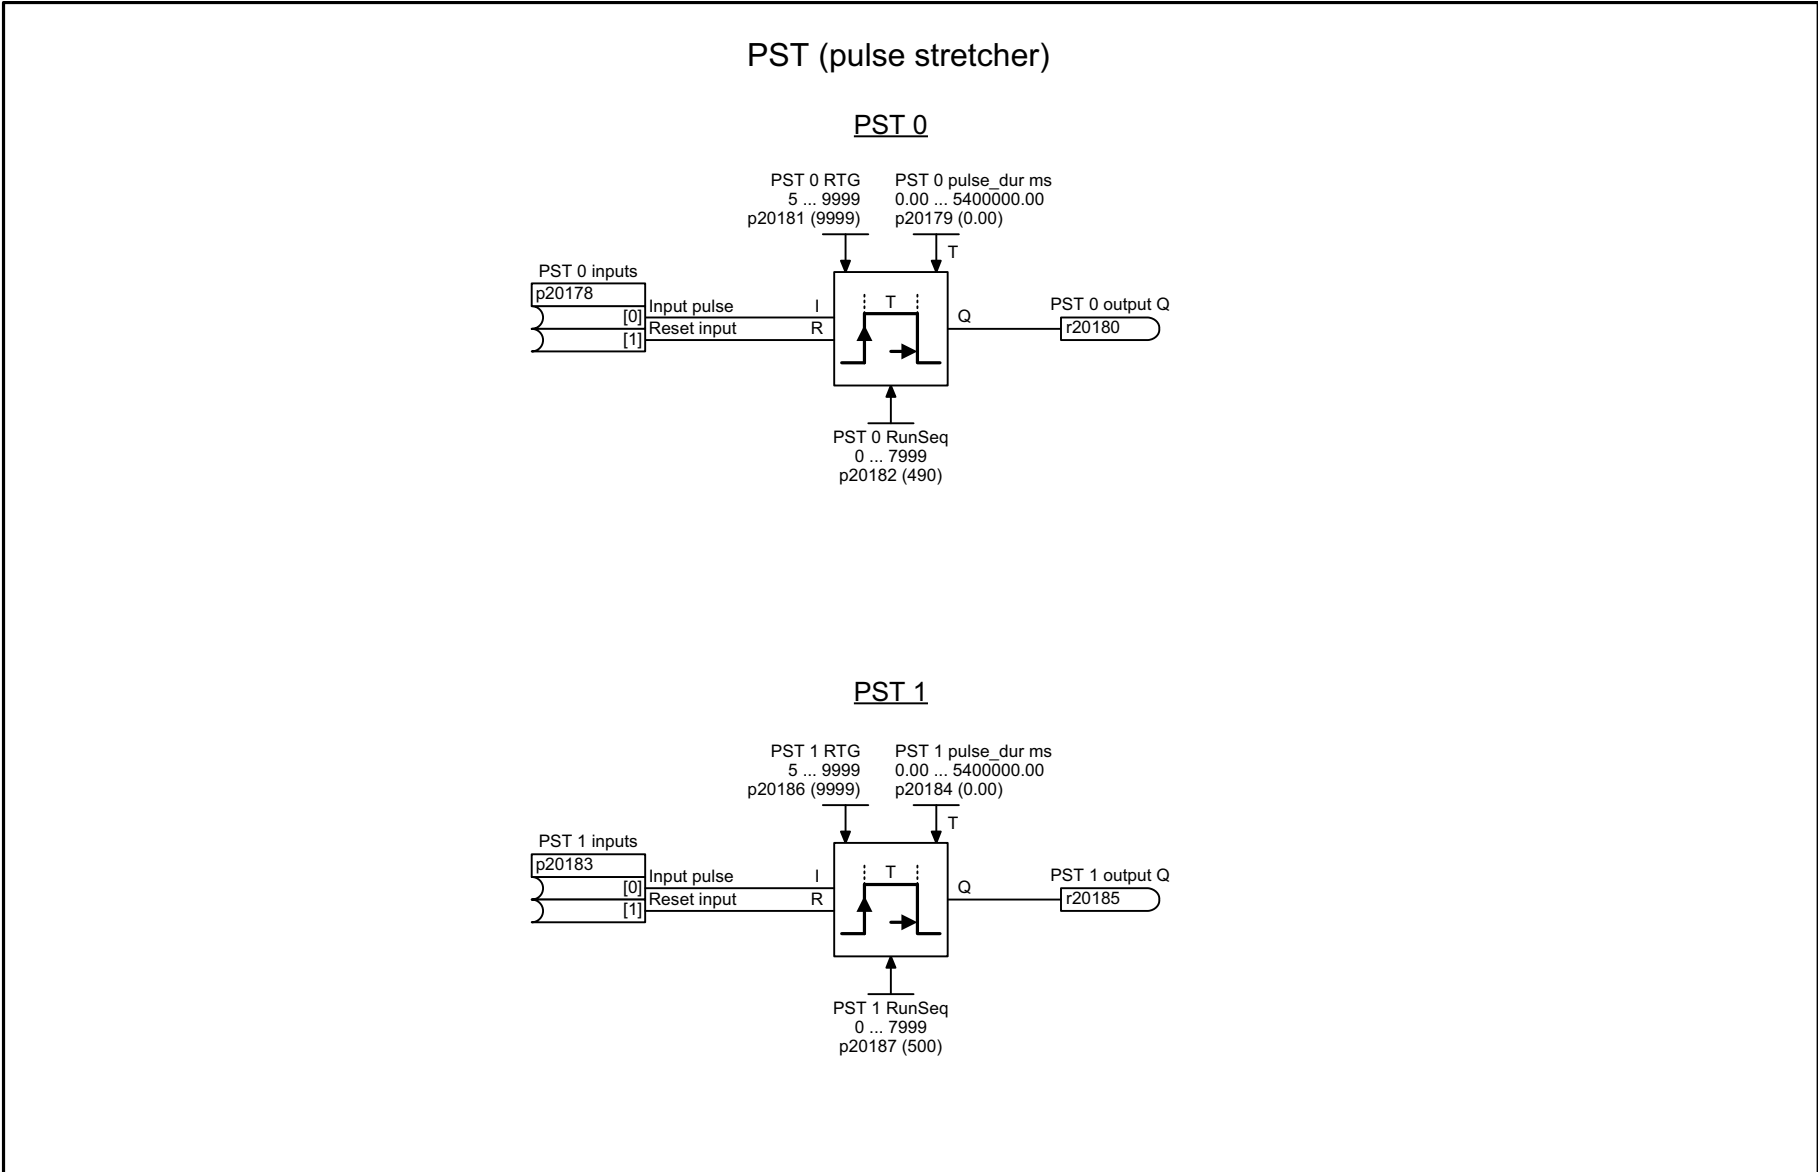 PST (pulse stretcher)
PST 0
PST 0 RTG
5 ... 9999
p20181 (9999)
PST 0 pulse_dur ms
0.00 ... 5400000.00
p20179 (0.00)
T
PST 0 inputs
p20178
[0]
[1]
Input pulse
Reset input
I
R
T
Q
PST 0 output Q
r20180
PST 0 RunSeq
0 ... 7999
p20182 (490)
PST 1
PST 1 RTG
5 ... 9999
p20186 (9999)
PST 1 pulse_dur ms
0.00 ... 5400000.00
p20184 (0.00)
T
PST 1 inputs
p20183
[0]
[1]
Input pulse
Reset input
I
R
T
Q
PST 1 output Q
r20185
PST 1 RunSeq
0 ... 7999
p20187 (500)